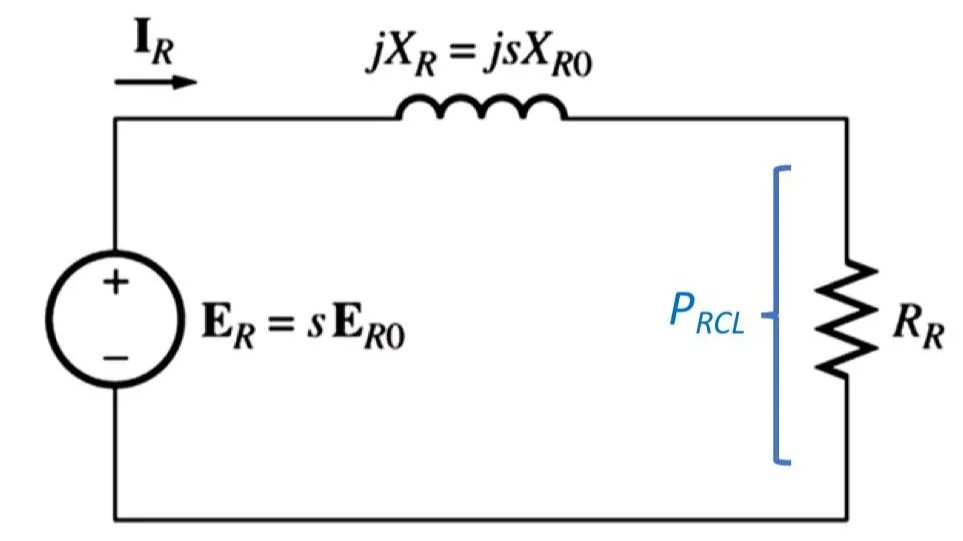 I_R
jX_R = jsX_R0
+
−
E_R = sE_R0
P_RCL
R_R